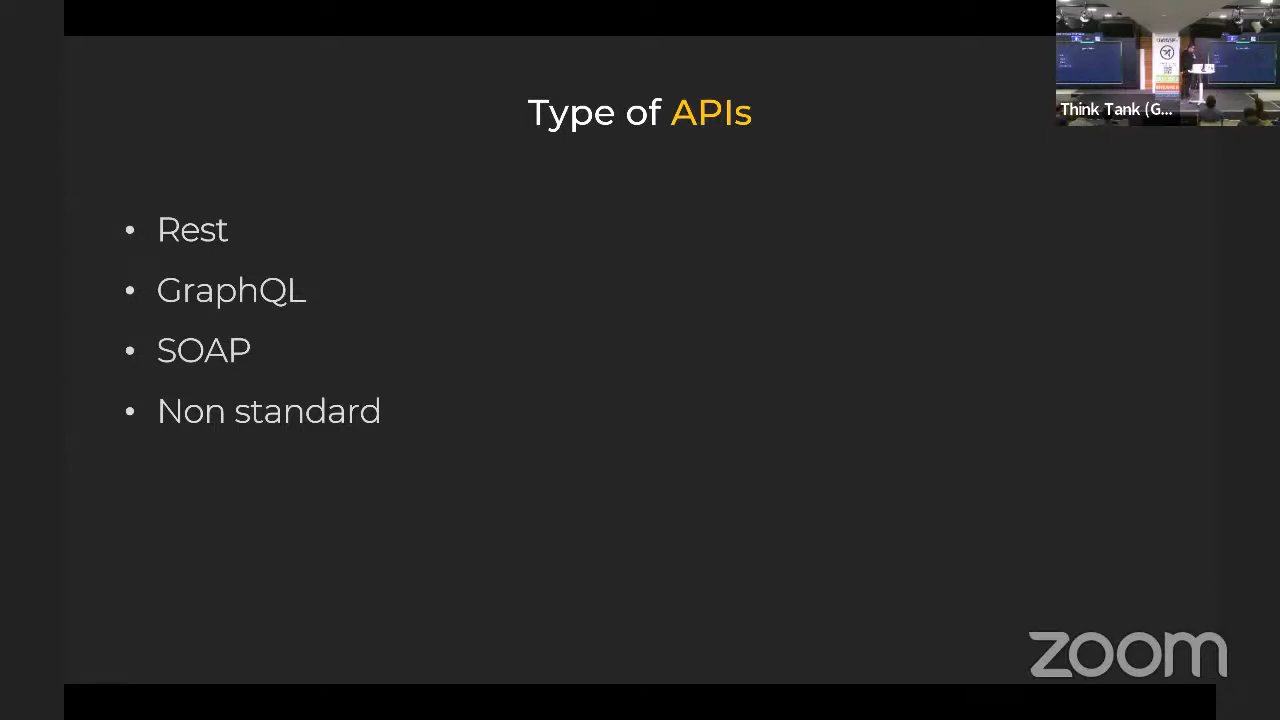 Type of APIs
Think Tank (G...
• Rest
• GraphQL
• SOAP
• Non standard
zoom